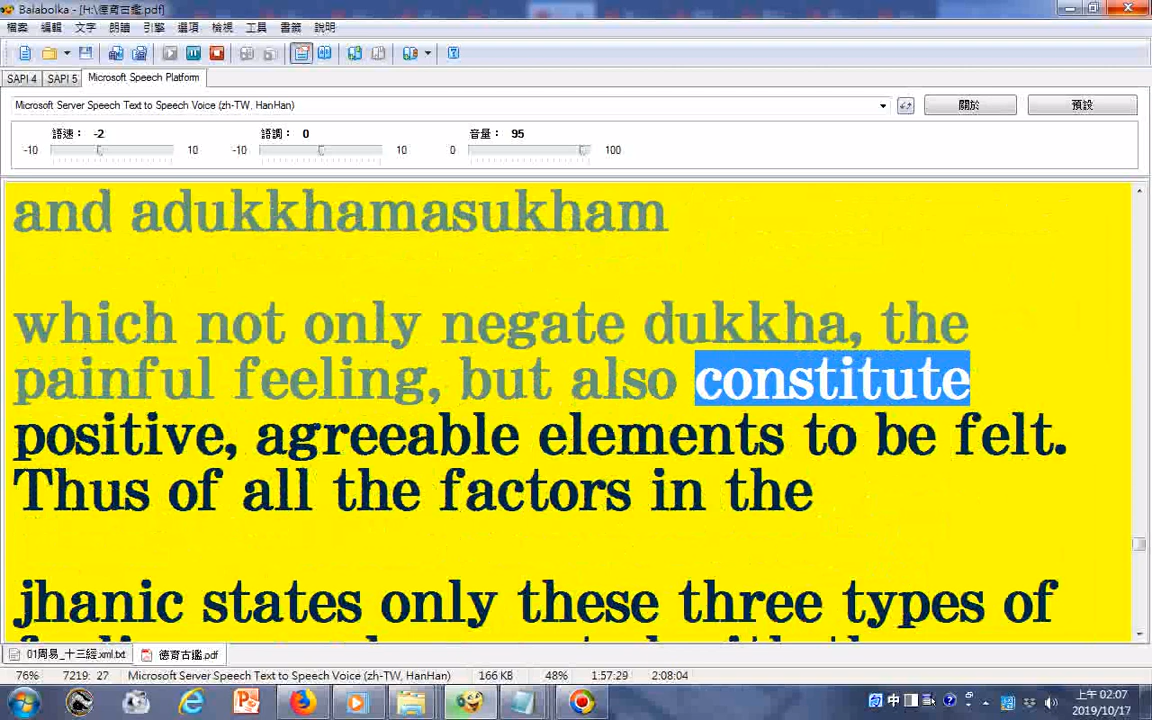 Balabolka - [H:\德育古鑑.pdf]
檔案 編輯 文字 朗讀 引擎 選項 檢視 工具 書籤 說明
SAPI 4 SAPI 5 Microsoft Speech Platform
Microsoft Server Speech Text to Speech Voice (zh-TW, HanHan) 關於 預設
語速： -2 語調： 0 音量： 95
-10 10 -10 10 0 100
and adukkhamasukham
which not only negate dukkha, the
painful feeling, but also constitute
positive, agreeable elements to be felt.
Thus of all the factors in the
jhanic states only these three types of
01周易_十三經.xml.txt 德育古鑑.pdf
76% 7219: 27 Microsoft Server Speech Text to Speech Voice (zh-TW, HanHan) 166 KB 48% 1:57:29 2:08:04
中 上午 02:07
2019/10/17